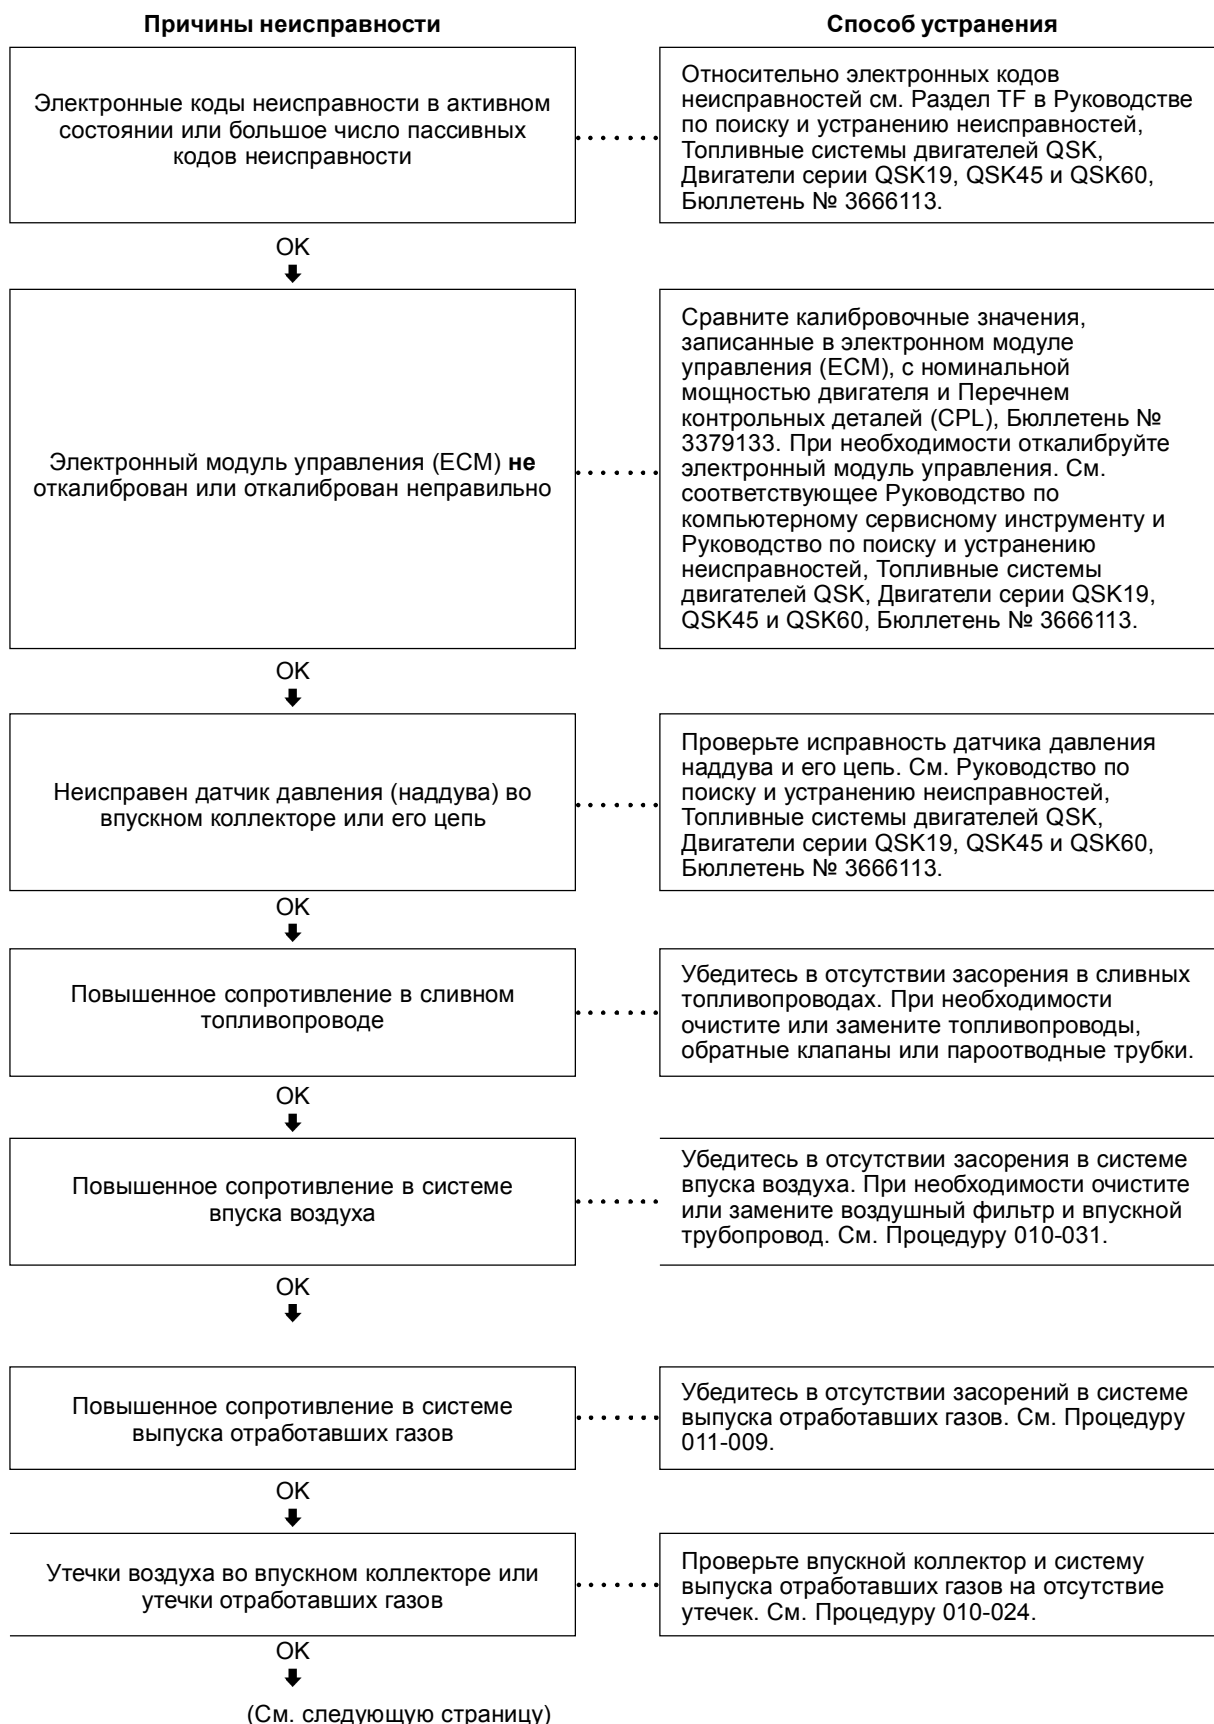 Причины неисправности
Способ устранения
Электронные коды неисправности в активном
состоянии или большое число пассивных
кодов неисправности
Относительно электронных кодов
неисправностей см. Раздел TF в Руководстве
по поиску и устранению неисправностей,
Топливные системы двигателей QSK,
Двигатели серии QSK19, QSK45 и QSK60,
Бюллетень № 3666113.
OK
Электронный модуль управления (ECM) не
откалиброван или откалиброван неправильно
Сравните калибровочные значения,
записанные в электронном модуле
управления (ECM), с номинальной
мощностью двигателя и Перечнем
контрольных деталей (CPL), Бюллетень №
3379133. При необходимости откалибруйте
электронный модуль управления. См.
соответствующее Руководство по
компьютерному сервисному инструменту и
Руководство по поиску и устранению
неисправностей, Топливные системы
двигателей QSK, Двигатели серии QSK19,
QSK45 и QSK60, Бюллетень № 3666113.
OK
Неисправен датчик давления (наддува) во
впускном коллекторе или его цепь
Проверьте исправность датчика давления
наддува и его цепь. См. Руководство по
поиску и устранению неисправностей,
Топливные системы двигателей QSK,
Двигатели серии QSK19, QSK45 и QSK60,
Бюллетень № 3666113.
OK
Повышенное сопротивление в сливном
топливопроводе
Убедитесь в отсутствии засорения в сливных
топливопроводах. При необходимости
очистите или замените топливопроводы,
обратные клапаны или пароотводные трубки.
OK
Повышенное сопротивление в системе
впуска воздуха
Убедитесь в отсутствии засорения в системе
впуска воздуха. При необходимости очистите
или замените воздушный фильтр и впускной
трубопровод. См. Процедуру 010-031.
OK
Повышенное сопротивление в системе
выпуска отработавших газов
Убедитесь в отсутствии засорений в системе
выпуска отработавших газов. См. Процедуру
011-009.
OK
Утечки воздуха во впускном коллекторе или
утечки отработавших газов
Проверьте впускной коллектор и систему
выпуска отработавших газов на отсутствие
утечек. См. Процедуру 010-024.
OK
(См. следующую страницу)